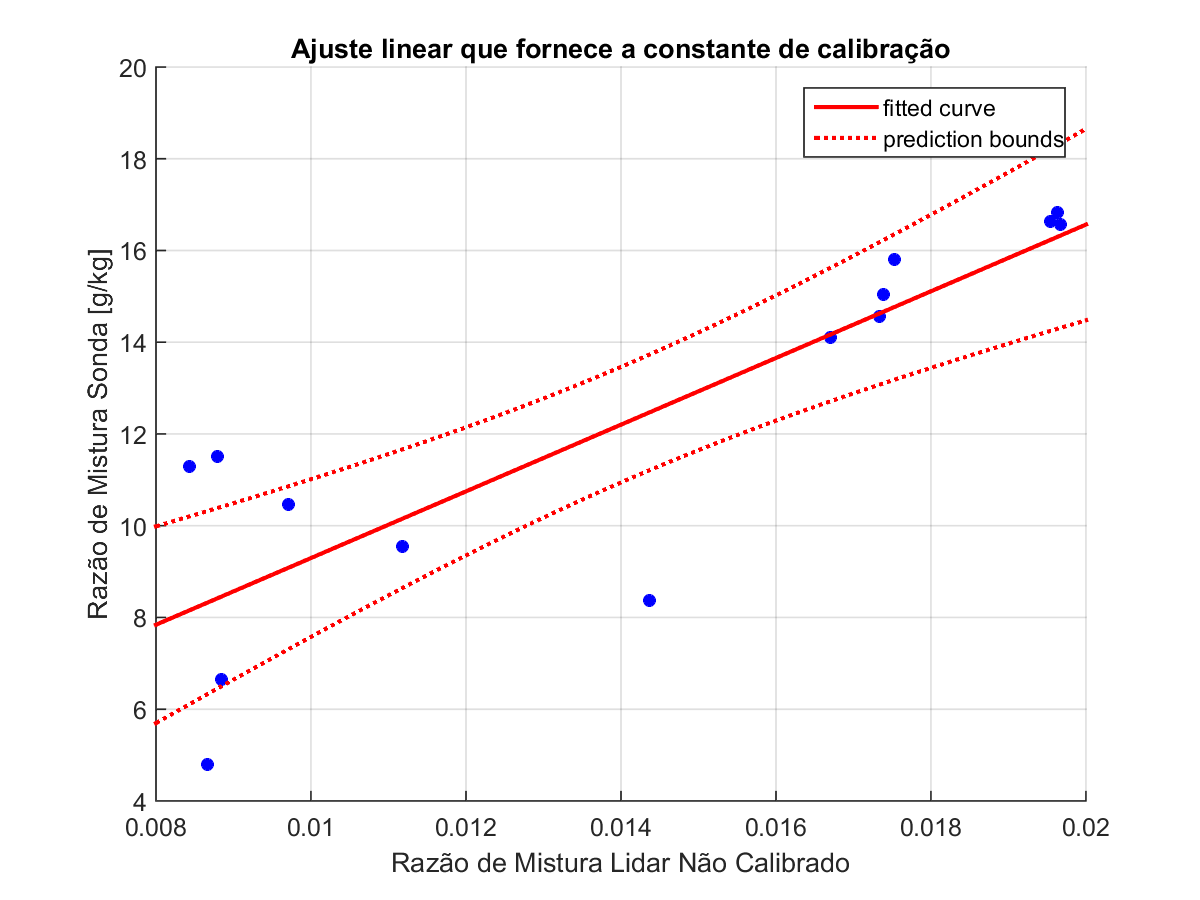 Ajuste linear que fornece a constante de calibração
fitted curve
prediction bounds
Razão de Mistura Sonda [g/kg]
20
18
16
14
12
10
8
6
4
0.008 0.01 0.012 0.014 0.016 0.018 0.02
Razão de Mistura Lidar Não Calibrado